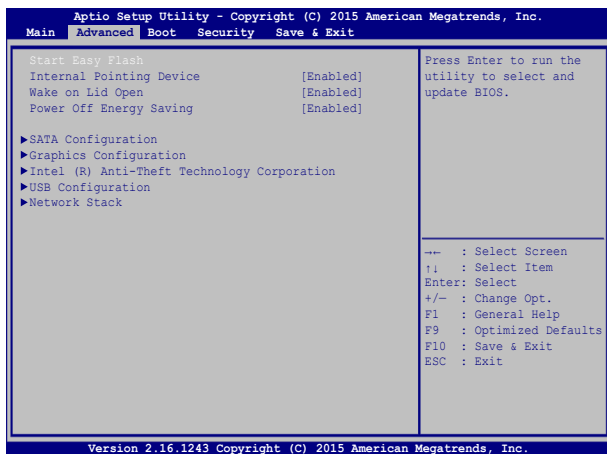 Aptio Setup Utility - Copyright (C) 2015 American Megatrends, Inc.
Main Advanced Boot Security Save & Exit
Start Easy Flash
Internal Pointing Device [Enabled]
Wake on Lid Open [Enabled]
Power Off Energy Saving [Enabled]
▶SATA Configuration
▶Graphics Configuration
▶Intel (R) Anti-Theft Technology Corporation
▶USB Configuration
▶Network Stack
Press Enter to run the
utility to select and
update BIOS.
→← : Select Screen
↑↓ : Select Item
Enter: Select
+/— : Change Opt.
F1 : General Help
F9 : Optimized Defaults
F10 : Save & Exit
ESC : Exit
Version 2.16.1243 Copyright (C) 2015 American Megatrends, Inc.